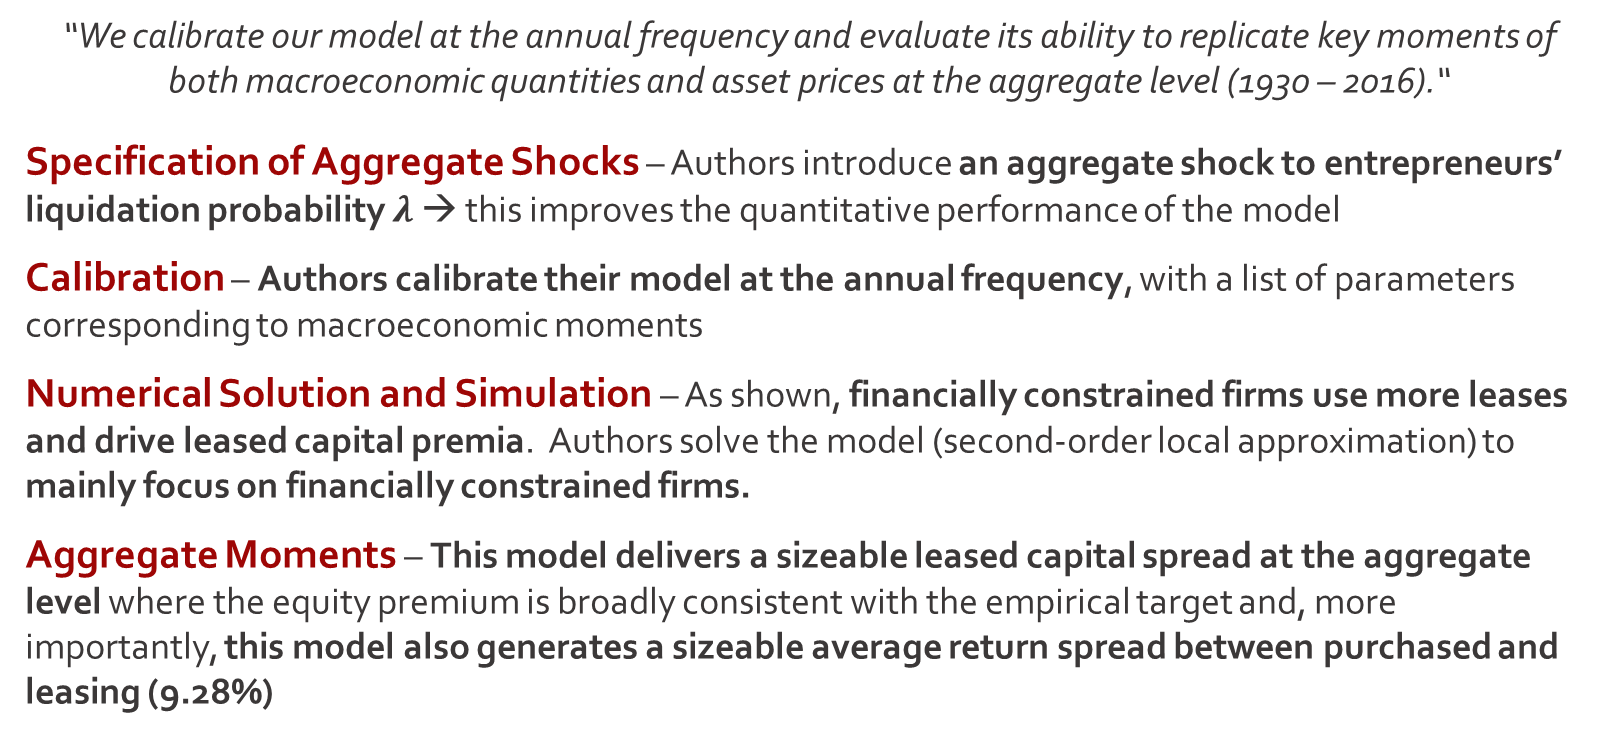 “We calibrate our model at the annual frequency and evaluate its ability to replicate key moments of
both macroeconomic quantities and asset prices at the aggregate level (1930 – 2016).“
Specification of Aggregate Shocks – Authors introduce an aggregate shock to entrepreneurs’
liquidation probability λ → this improves the quantitative performance of the model
Calibration – Authors calibrate their model at the annual frequency, with a list of parameters
corresponding to macroeconomic moments
Numerical Solution and Simulation – As shown, financially constrained firms use more leases
and drive leased capital premia. Authors solve the model (second-order local approximation) to
mainly focus on financially constrained firms.
Aggregate Moments – This model delivers a sizeable leased capital spread at the aggregate
level where the equity premium is broadly consistent with the empirical target and, more
importantly, this model also generates a sizeable average return spread between purchased and
leasing (9.28%)